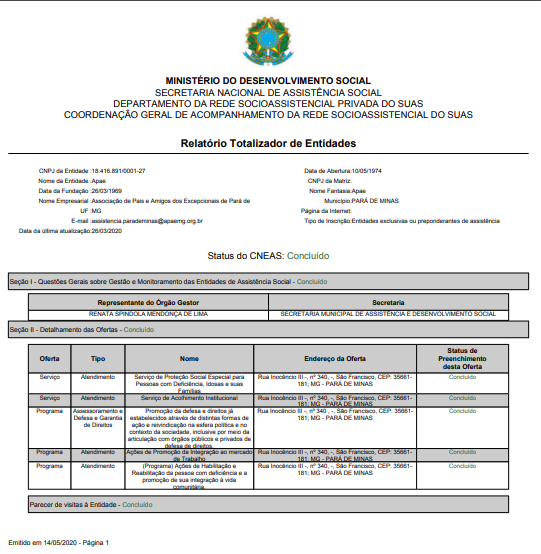 MINISTÉRIO DO DESENVOLVIMENTO SOCIAL
SECRETARIA NACIONAL DE ASSISTÊNCIA SOCIAL
DEPARTAMENTO DA REDE SOCIOASSISTENCIAL PRIVADA DO SUAS
COORDENAÇÃO GERAL DE ACOMPANHAMENTO DA REDE SOCIOASSISTENCIAL DO SUAS
Relatório Totalizador de Entidades
CNPJ da Entidade :18.416.891/0001-27
Nome da Entidade :Apae
Data da Fundação :26/03/1969
Nome Empresarial :Associação de Pais e Amigos dos Excepcionais de Pará de
UF :MG
E-mail :assistencia.parademinas@apaemg.org.br
Data da última atualização:26/03/2020
Data de Abertura:10/05/1974
CNPJ da Matriz:
Nome Fantasia:Apae
Município:PARÁ DE MINAS
Página da Internet:
Tipo de Inscrição:Entidades exclusivas ou preponderantes de assistência
Status do CNEAS: Concluído
Seção I - Questões Gerais sobre Gestão e Monitoramento das Entidades de Assistência Social - Concluído
Representante do Órgão Gestor Secretaria
RENATA SPINDOLA MENDONÇA DE LIMA SECRETARIA MUNICIPAL DE ASSISTÊNCIA E DESENVOLVIMENTO SOCIAL
Seção II - Detalhamento das Ofertas - Concluído
Oferta Tipo Nome Endereço da Oferta Status de
Preenchimento
desta Oferta
Serviço Atendimento Serviço de Proteção Social Especial para
Pessoas com Deficiência, Idosas e suas
Famílias
Rua Inocêncio III -, nº 340, -, São Francisco, CEP: 35661-
181; MG - PARÁ DE MINAS
Concluído
Serviço Atendimento Serviço de Acolhimento Institucional
Rua Inocêncio III -, nº 340, -, São Francisco, CEP: 35661-
181; MG - PARÁ DE MINAS
Concluído
Programa Assessoramento e
Defesa e Garantia
de Direitos
Promoção da defesa e direitos já
estabelecidos através de distintas formas de
ação e reivindicação na esfera política e no
contexto da sociedade, inclusive por meio da
articulação com órgãos públicos e privados de
defesa de direitos.
Rua Inocêncio III -, nº 340, -, São Francisco, CEP: 35661-
181; MG - PARÁ DE MINAS
Concluído
Programa Atendimento Ações de Promoção da Integração ao mercado
de Trabalho
Rua Inocêncio III -, nº 340, -, São Francisco, CEP: 35661-
181; MG - PARÁ DE MINAS
Concluído
Programa Atendimento (Programa) Ações de Habilitação e
Reabilitação da pessoa com deficiência e a
promoção de sua integração à vida
comunitária.
Rua Inocêncio III -, nº 340, -, São Francisco, CEP: 35661-
181; MG - PARÁ DE MINAS
Concluído
Parecer de visitas à Entidade - Concluído
Emitido em 14/05/2020 - Página 1